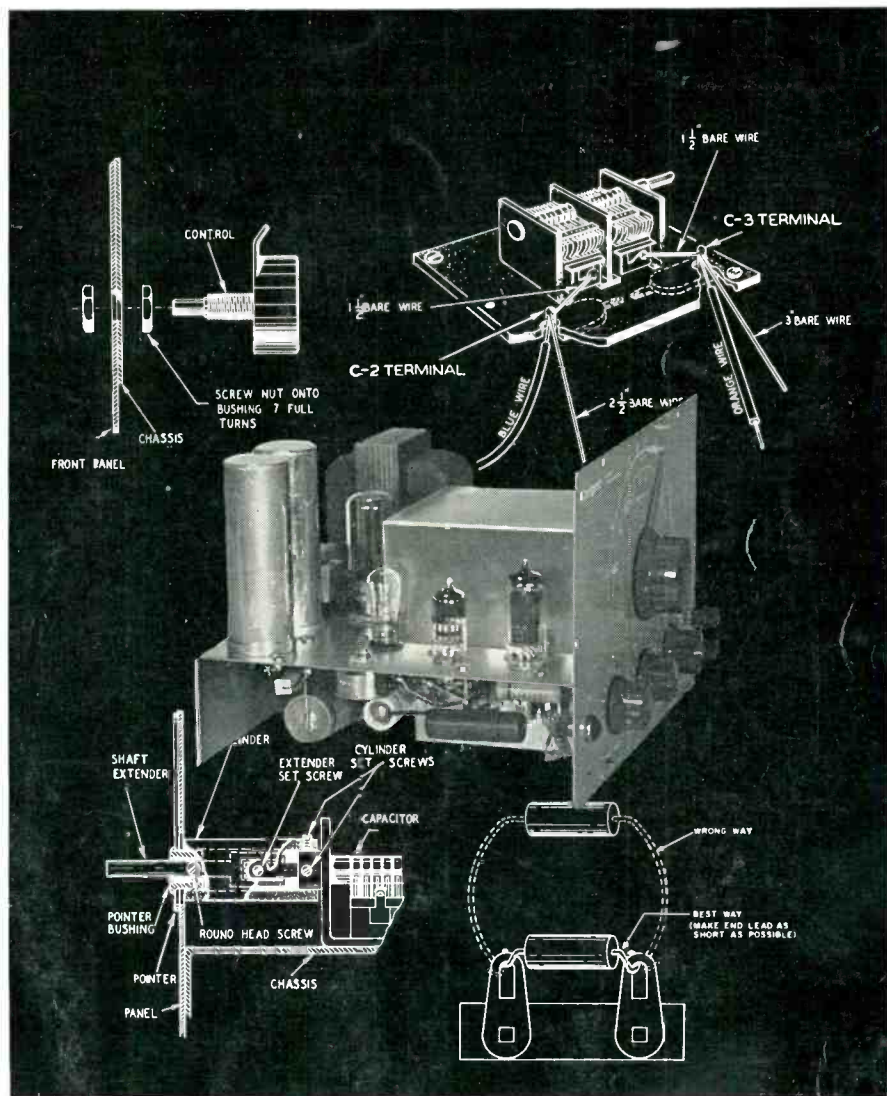 1 1/2" BARE WIRE
C-3 TERMINAL
CONTROL
1 1/2" BARE WIRE
3" BARE WIRE
C-2 TERMINAL
BLUE WIRE
2 1/2" BARE WIRE
ORANGE WIRE
SCREW NUT ONTO
BUSHING 7 FULL
TURNS
CHASSIS
FRONT PANEL
LINDER
SHAFT
EXTENDER
EXTENDER
SET SCREW
CYLINDER
SET SCREWS
CAPACITOR
WRONG WAY
POINTER
BUSHING
ROUND HEAD SCREW
BEST WAY
(MAKE END LEAD AS
SHORT AS POSSIBLE)
POINTER
CHASSIS
PANEL